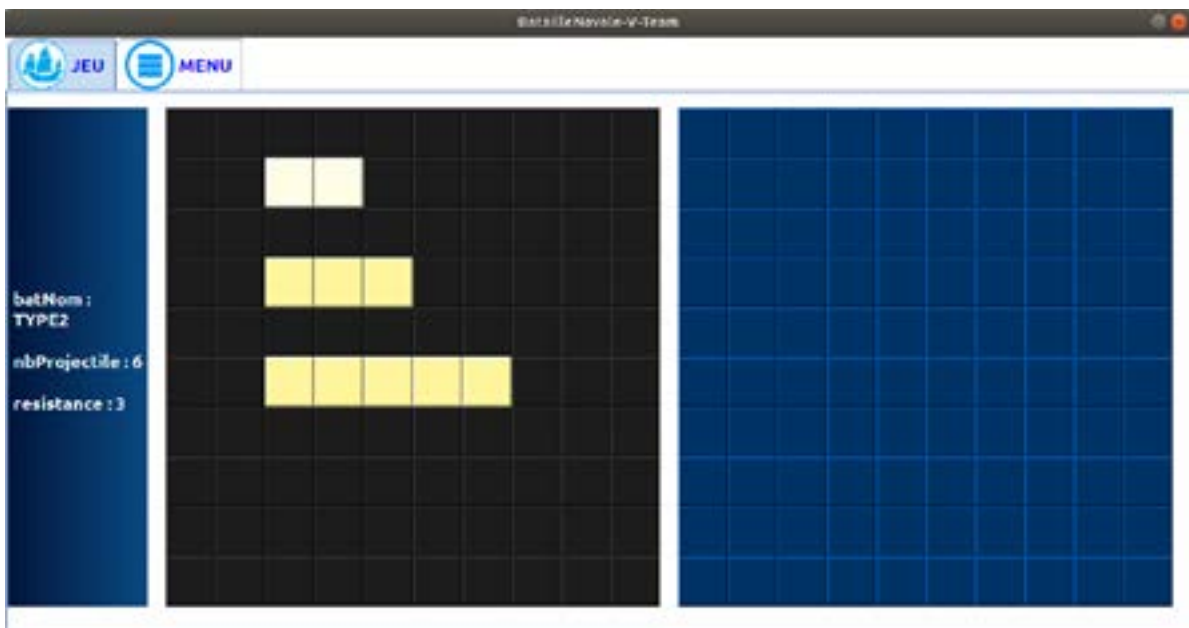 BatailleNavale-V-Team
JEU
MENU
batNom :
TYPE2
nbProjectile : 6
resistance : 3